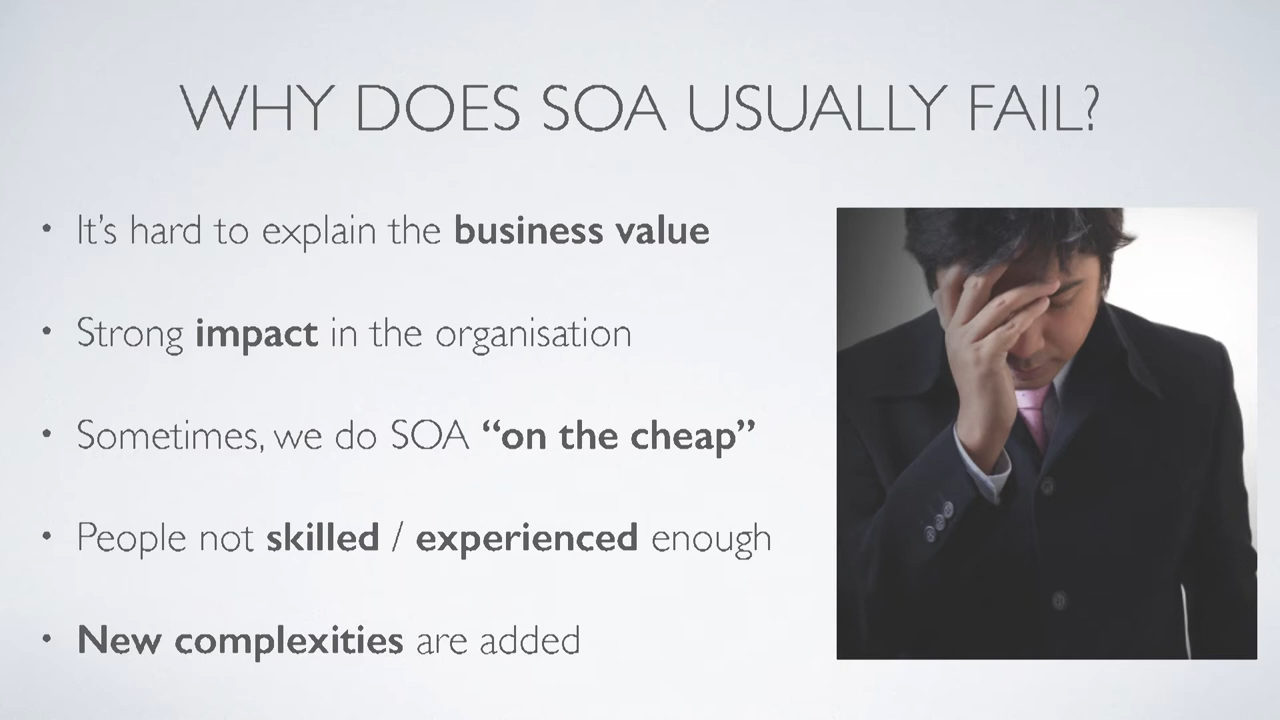 WHY DOES SOA USUALLY FAIL?
• It’s hard to explain the business value
• Strong impact in the organisation
• Sometimes, we do SOA “on the cheap”
• People not skilled / experienced enough
• New complexities are added